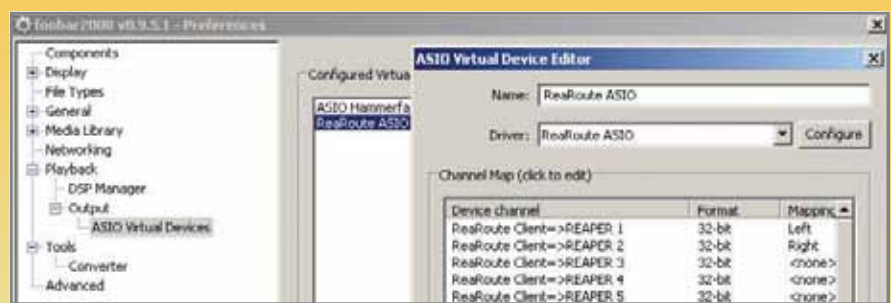 foobar2000 v0.9.5.1 - Preferences
Components
Display
File Types
General
Media Library
Networking
Playback
DSP Manager
Output
ASIO Virtual Devices
Tools
Converter
Advanced
Configured Virtua
ASIO Hammerfa
ReaRoute ASIO
ASIO Virtual Device Editor
Name: ReaRoute ASIO
Driver: ReaRoute ASIO Configure
Channel Map (click to edit)
Device channel Format Mapping
ReaRoute Client=>REAPER 1 32-bit Left
ReaRoute Client=>REAPER 2 32-bit Right
ReaRoute Client=>REAPER 3 32-bit <none>
ReaRoute Client=>REAPER 4 32-bit <none>
ReaRoute Client=>REAPER 5 32-bit <none>